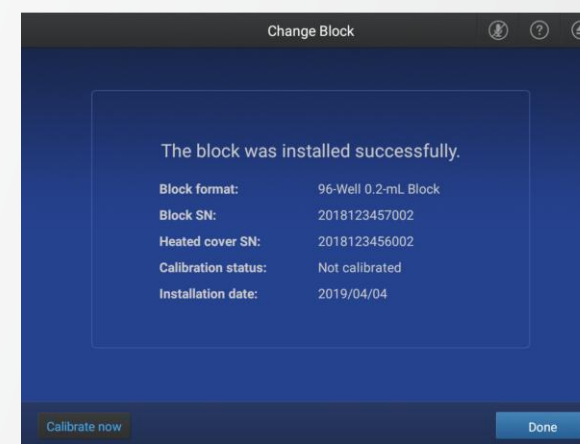 Change Block
?
The block was installed successfully.
Block format: 96-Well 0.2-mL Block
Block SN: 2018123457002
Heated cover SN: 2018123456002
Calibration status: Not calibrated
Installation date: 2019/04/04
Calibrate now
Done